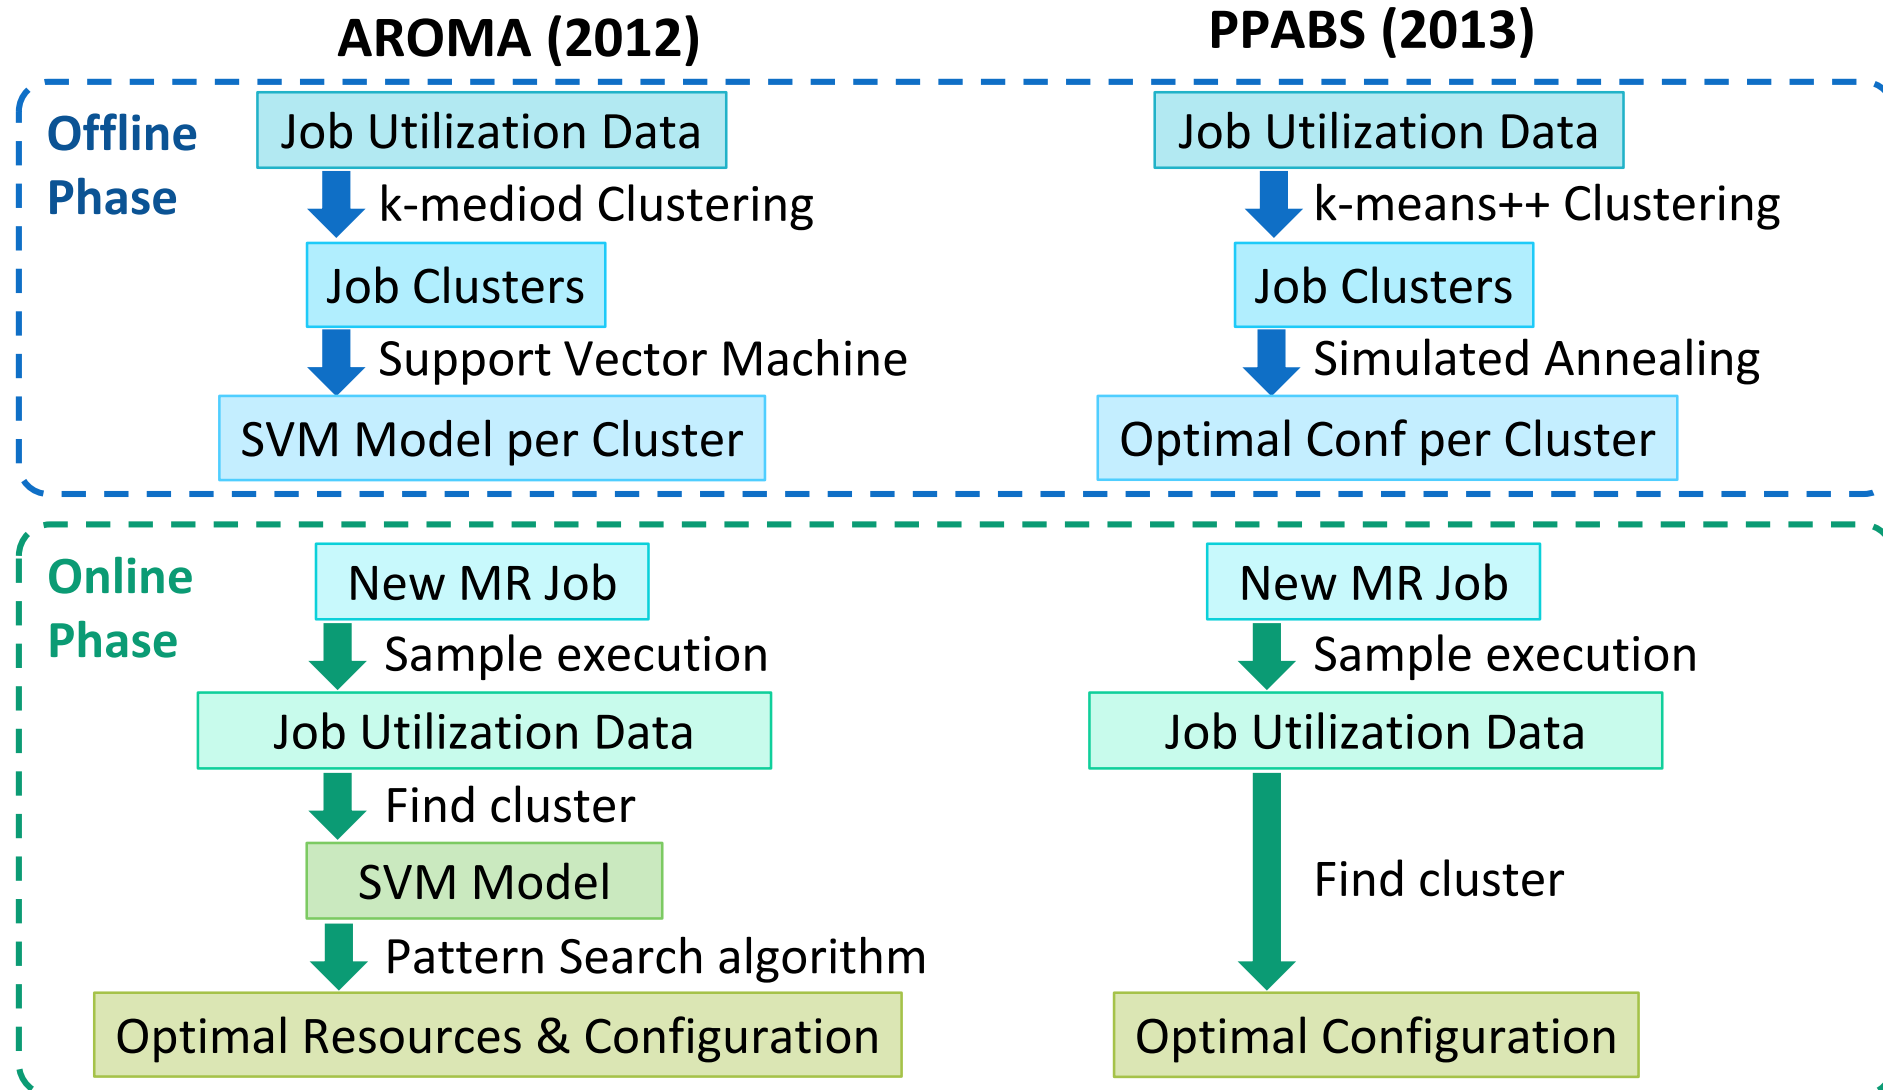 AROMA (2012)
PPABS (2013)
Offline
Phase
Job Utilization Data
k-mediod Clustering
Job Clusters
Support Vector Machine
SVM Model per Cluster
Job Utilization Data
k-means++ Clustering
Job Clusters
Simulated Annealing
Optimal Conf per Cluster
Online
Phase
New MR Job
Sample execution
Job Utilization Data
Find cluster
SVM Model
Pattern Search algorithm
Optimal Resources & Configuration
New MR Job
Sample execution
Job Utilization Data
Find cluster
Optimal Configuration